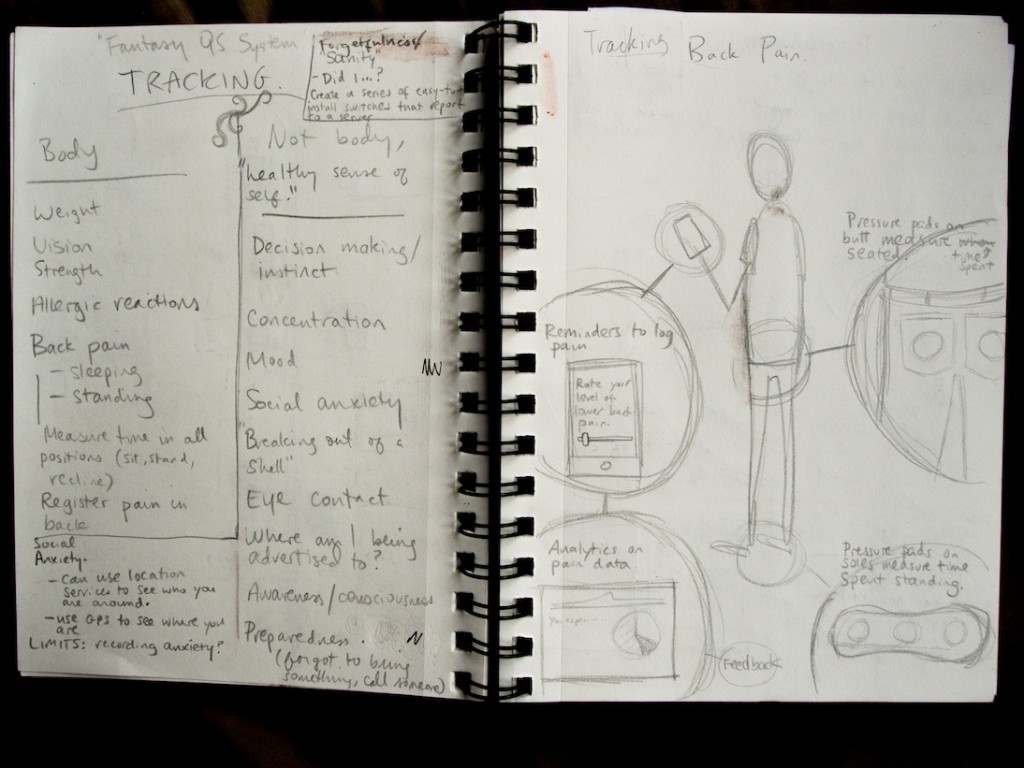 "Fantasy QS System
TRACKING.
Forgetfulness/
"Sanity"
- Did I...?
Create a series of easy-to-
install switches that report
to a server
Body
Weight
Vision
Strength
Allergic reactions
Back pain
- sleeping
- standing
Measure time in all
positions (sit, stand,
recline)
Register pain in
back
Social
Anxiety.
- can use location
services to see who you
are around.
- use GPS to see where you
are
LIMITS: recording anxiety?
Not body,
"healthy sense of
self."
Decision making/
instinct
Concentration
Mood
Social anxiety
"Breaking out of a
shell"
Eye contact
Where am I being
advertised to?
Awareness/consciousness
Preparedness.
(forgot to bring
something, call someone)
Tracking Back Pain.
Pressure pads on
butt measure when
seated. time
spent
Reminders to log
pain
Rate your
level of
lower back
pain.
Analytics on
pain data
Feedback
Pressure pads on
soles measure time
spent standing.